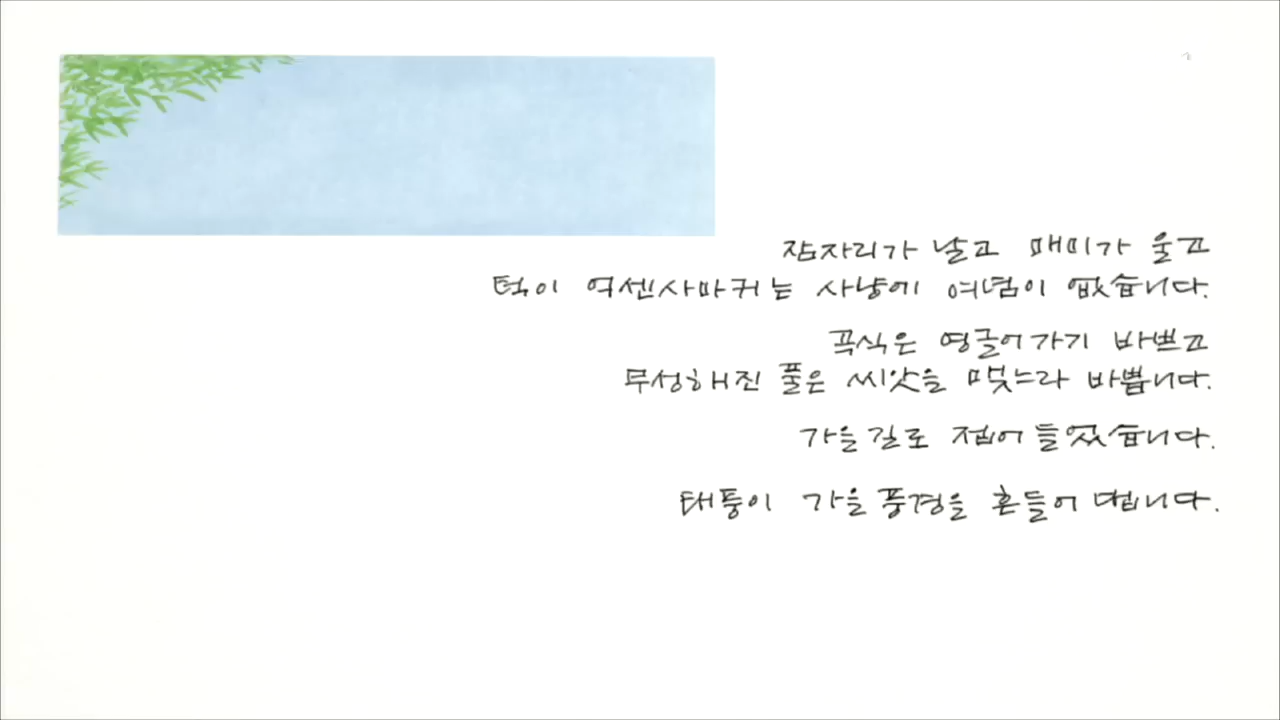 잠자리가 날고 매미가 울고
턱이 억센사마귀는 사냥에 여념이 없습니다.
곡식은 영글어가기 바쁘고
무성해진 풀은 씨앗을 맺느라 바쁩니다.
가을길로 접어들었습니다.
태풍이 가을풍경을 흔들어 댑니다.